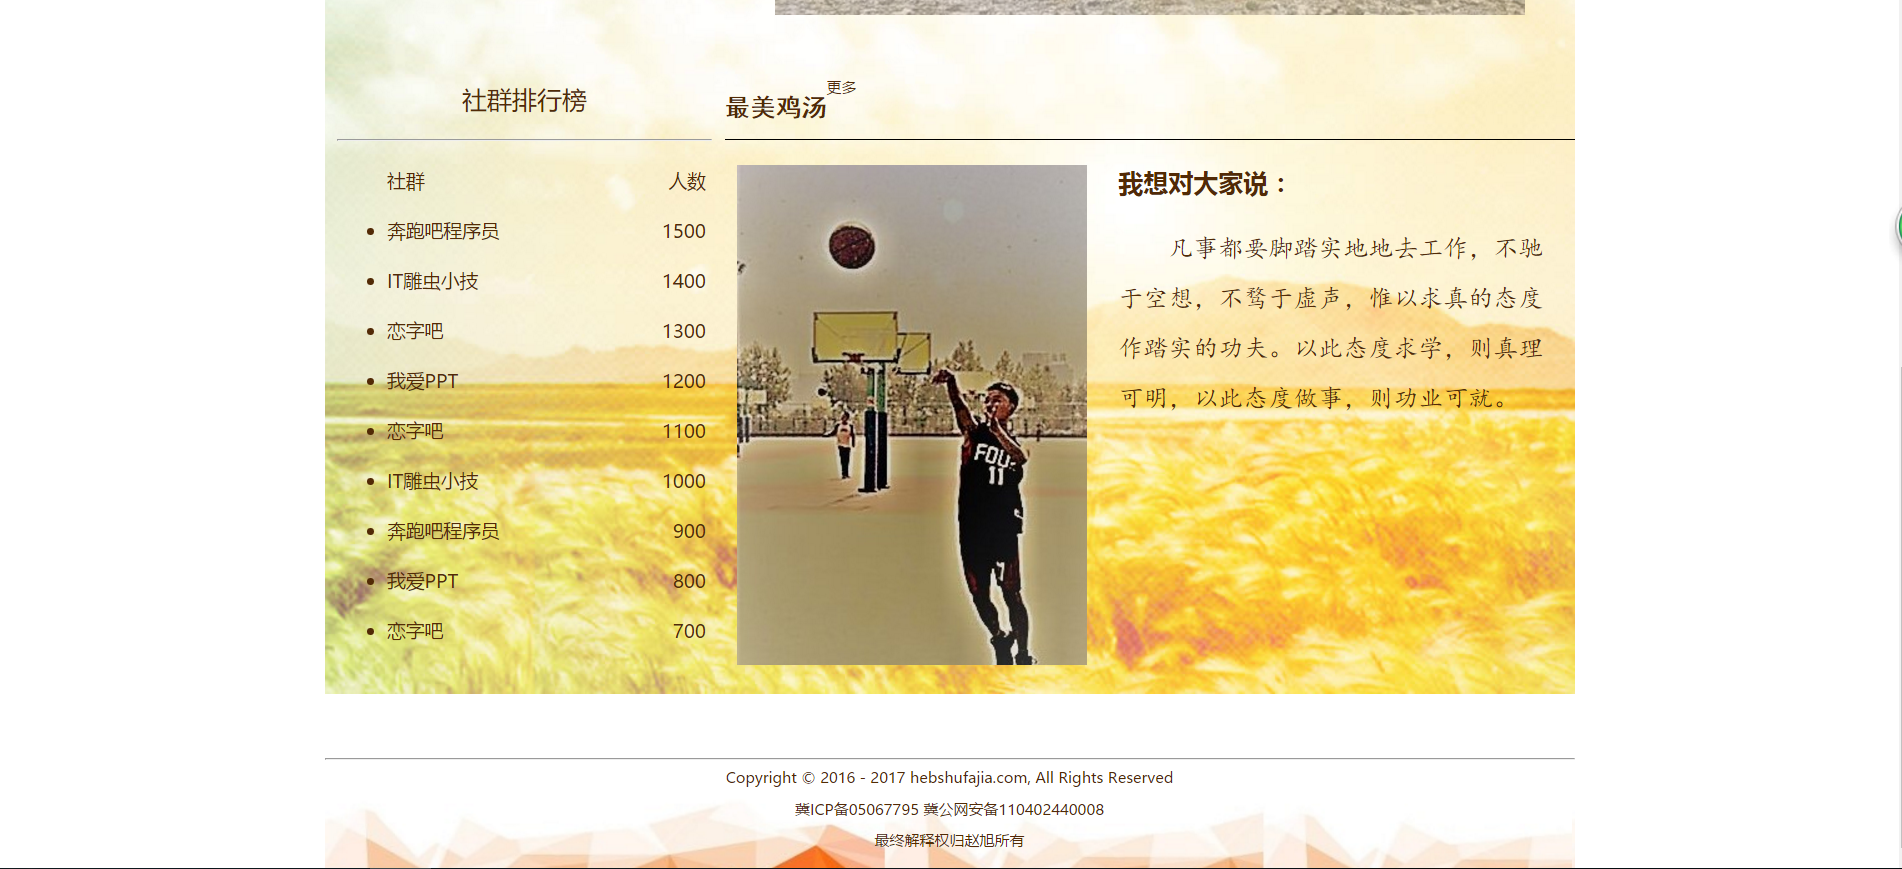 社群排行榜
最美鸡汤 更多
社群 人数
奔跑吧程序员 1500
IT雕虫小技 1400
恋字吧 1300
我爱PPT 1200
恋字吧 1100
IT雕虫小技 1000
奔跑吧程序员 900
我爱PPT 800
恋字吧 700
FOU
11
我想对大家说：
凡事都要脚踏实地地去工作，不驰
于空想，不骛于虚声，惟以求真的态度
作踏实的功夫。以此态度求学，则真理
可明，以此态度做事，则功业可就。
Copyright © 2016 - 2017 hebshufajia.com, All Rights Reserved
冀ICP备05067795 冀公网安备110402440008
最终解释权归赵旭所有